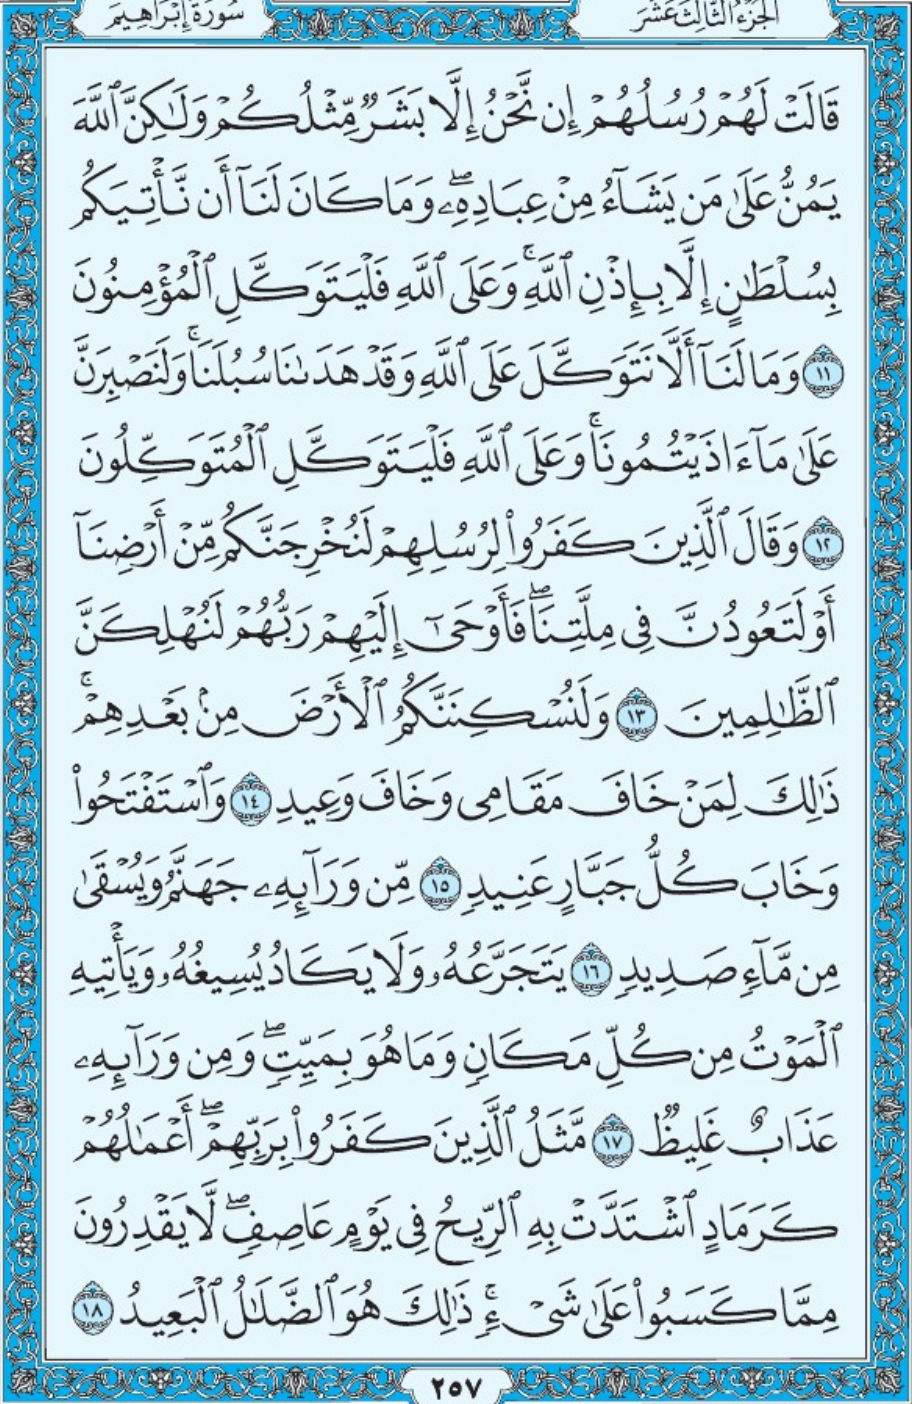 الجزء الثالث عشر
سورة إبراهيم
قَالَتْ لَهُمْ رُسُلُهُمْ إِن نَّحْنُ إِلَّا بَشَرٌ مِّثْلُكُمْ وَلَٰكِنَّ ٱللَّهَ
يَمُنُّ عَلَىٰ مَن يَشَآءُ مِنْ عِبَادِهِۦۖ وَمَا كَانَ لَنَآ أَن نَّأْتِيَكُم
بِسُلْطَٰنٍ إِلَّا بِإِذْنِ ٱللَّهِۚ وَعَلَى ٱللَّهِ فَلْيَتَوَكَّلِ ٱلْمُؤْمِنُونَ
١١ وَمَا لَنَآ أَلَّا نَتَوَكَّلَ عَلَى ٱللَّهِ وَقَدْ هَدَىٰنَا سُبُلَنَاۚ وَلَنَصْبِرَنَّ
عَلَىٰ مَآ ءَاذَيْتُمُونَاۚ وَعَلَى ٱللَّهِ فَلْيَتَوَكَّلِ ٱلْمُتَوَكِّلُونَ
١٢ وَقَالَ ٱلَّذِينَ كَفَرُوا۟ لِرُسُلِهِمْ لَنُخْرِجَنَّكُم مِّنْ أَرْضِنَآ
أَوْ لَتَعُودُنَّ فِى مِلَّتِنَاۖ فَأَوْحَىٰٓ إِلَيْهِمْ رَبُّهُمْ لَنُهْلِكَنَّ
ٱلظَّٰلِمِينَ ١٣ وَلَنُسْكِنَنَّكُمُ ٱلْأَرْضَ مِنۢ بَعْدِهِمْۚ
ذَٰلِكَ لِمَنْ خَافَ مَقَامِى وَخَافَ وَعِيدِ ١٤ وَٱسْتَفْتَحُوا۟
وَخَابَ كُلُّ جَبَّارٍ عَنِيدٍ ١٥ مِّن وَرَآئِهِۦ جَهَنَّمُ وَيُسْقَىٰ
مِن مَّآءٍ صَدِيدٍ ١٦ يَتَجَرَّعُهُۥ وَلَا يَكَادُ يُسِيغُهُۥ وَيَأْتِيهِ
ٱلْمَوْتُ مِن كُلِّ مَكَانٍ وَمَا هُوَ بِمَيِّتٍۖ وَمِن وَرَآئِهِۦ
عَذَابٌ غَلِيظٌ ١٧ مَّثَلُ ٱلَّذِينَ كَفَرُوا۟ بِرَبِّهِمْۖ أَعْمَٰلُهُمْ
كَرَمَادٍ ٱشْتَدَّتْ بِهِ ٱلرِّيحُ فِى يَوْمٍ عَاصِفٍۖ لَّا يَقْدِرُونَ
مِمَّا كَسَبُوا۟ عَلَىٰ شَىْءٍۚ ذَٰلِكَ هُوَ ٱلضَّلَٰلُ ٱلْبَعِيدُ ١٨
٢٥٧